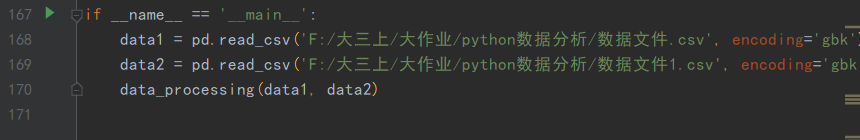 167 if __name__ == '__main__':
168 data1 = pd.read_csv('F:/大三上/大作业/python数据分析/数据文件.csv', encoding='gbk')
169 data2 = pd.read_csv('F:/大三上/大作业/python数据分析/数据文件1.csv', encoding='gbk
170 data_processing(data1, data2)
171